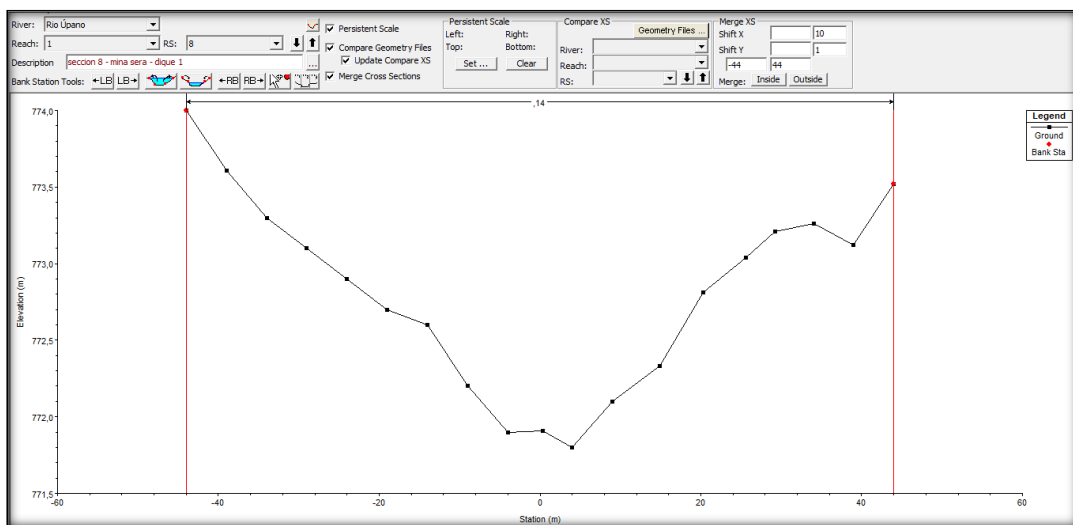 River: Rio Úpano
Reach: 1 RS: 8
Description seccion 8 - mina sera - dique 1 ...
Bank Station Tools: LB LB RB RB
Persistent Scale
Compare Geometry Files
Update Compare XS
Merge Cross Sections
Persistent Scale
Left: Right:
Top: Bottom:
Set ... Clear
Compare XS
Geometry Files ...
River:
Reach:
RS:
Merge XS
Shift X 10
Shift Y 1
-44 44
Merge: Inside Outside
,14
Legend
Ground
Bank Sta
774,0
773,5
773,0
772,5
772,0
771,5
Elevation (m)
-60 -40 -20 0 20 40 60
Station (m)